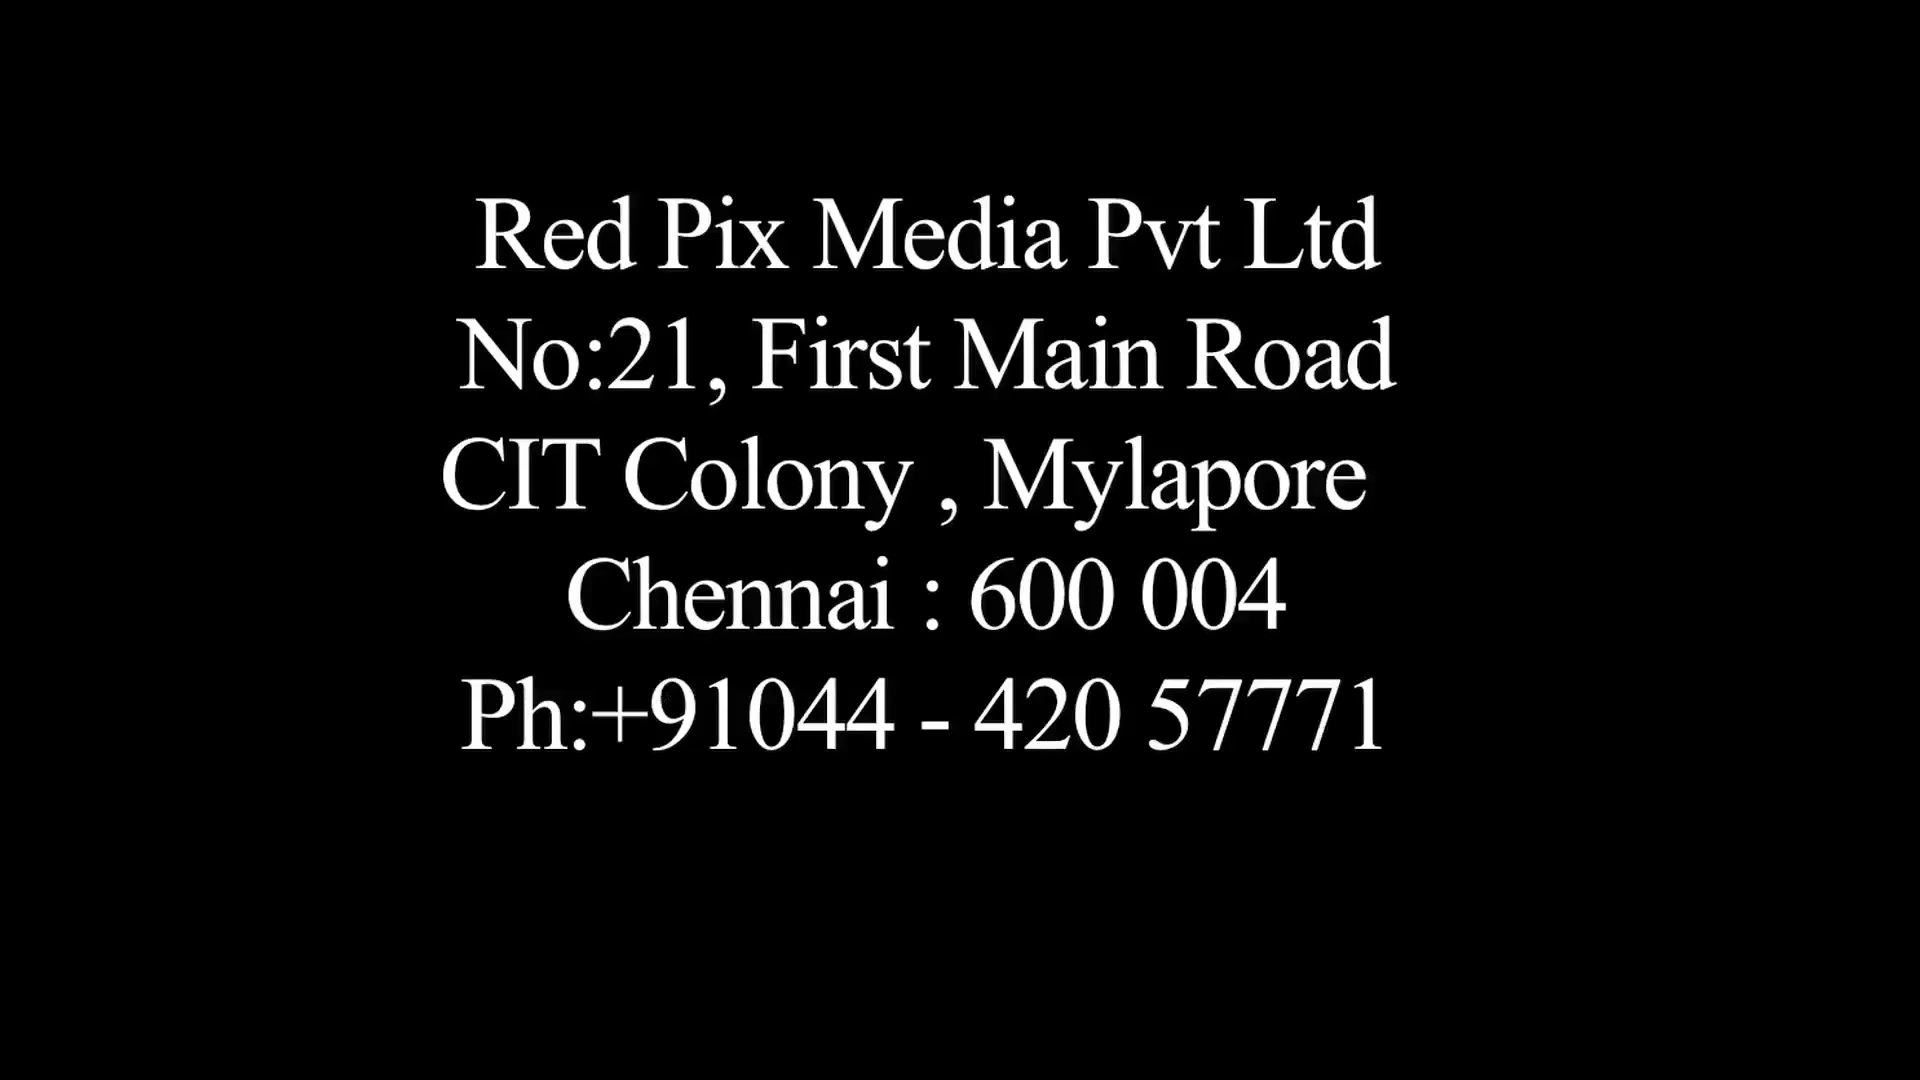 Red Pix Media Pvt Ltd
No:21, First Main Road
CIT Colony , Mylapore
Chennai : 600 004
Ph:+91044 - 420 57771